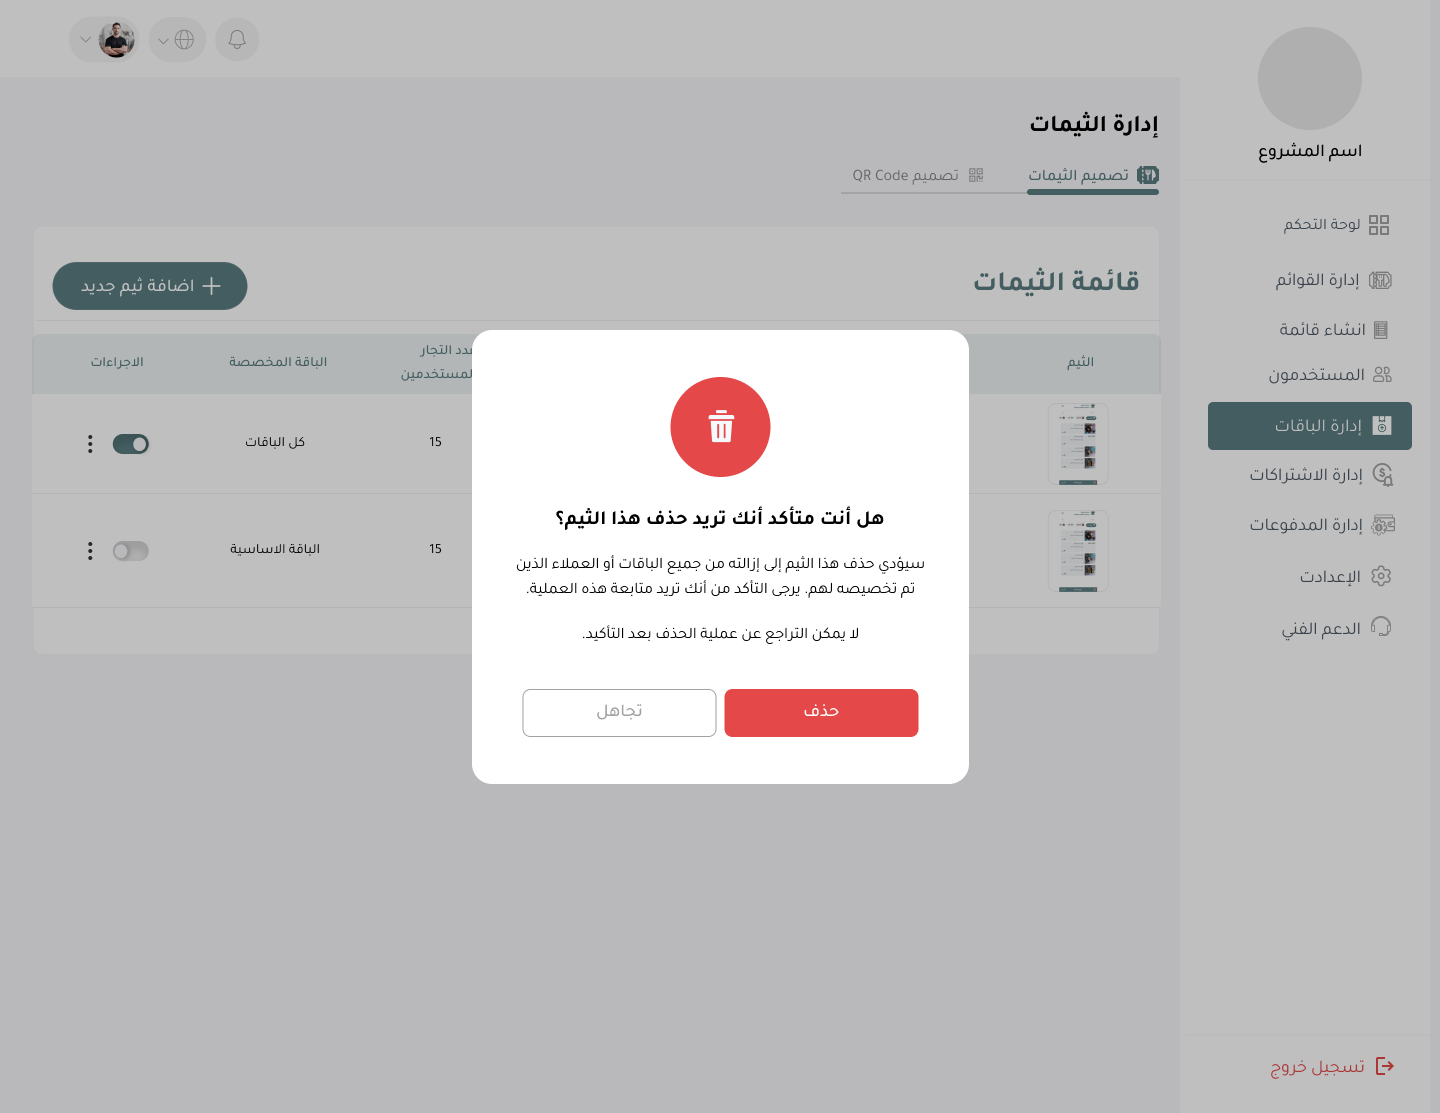 اسم المشروع
لوحة التحكم
إدارة القوائم
انشاء قائمة
المستخدمون
إدارة الباقات
إدارة الاشتراكات
إدارة المدفوعات
الإعدادت
الدعم الفني
تسجيل خروج
إدارة الثيمات
تصميم الثيمات
تصميم QR Code
قائمة الثيمات
اضافة ثيم جديد
الثيم
التجار
الباقة المخصصة
الاجراءات
15
كل الباقات
15
الباقة الاساسية
هل أنت متأكد أنك تريد حذف هذا الثيم؟
سيؤدي حذف هذا الثيم إلى إزالته من جميع الباقات أو العملاء الذين
تم تخصيصه لهم. يرجى التأكد من أنك تريد متابعة هذه العملية.
لا يمكن التراجع عن عملية الحذف بعد التأكيد.
حذف
تجاهل